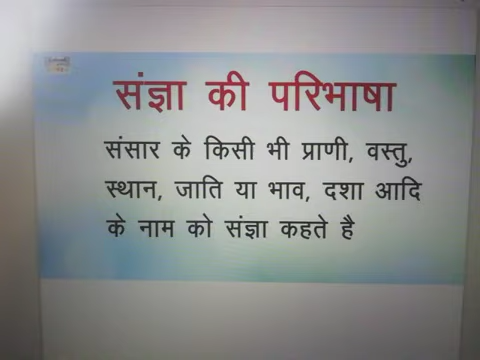 संज्ञा की परिभाषा
संसार के किसी भी प्राणी, वस्तु,
स्थान, जाति या भाव, दशा आदि
के नाम को संज्ञा कहते है